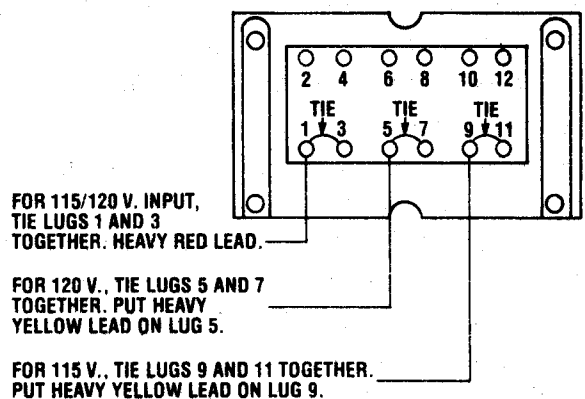 2 4 6 8 10 12
TIE TIE TIE
1 3 5 7 9 11
FOR 115/120 V. INPUT,
TIE LUGS 1 AND 3
TOGETHER. HEAVY RED LEAD.
FOR 120 V., TIE LUGS 5 AND 7
TOGETHER. PUT HEAVY
YELLOW LEAD ON LUG 5.
FOR 115 V., TIE LUGS 9 AND 11 TOGETHER.
PUT HEAVY YELLOW LEAD ON LUG 9.